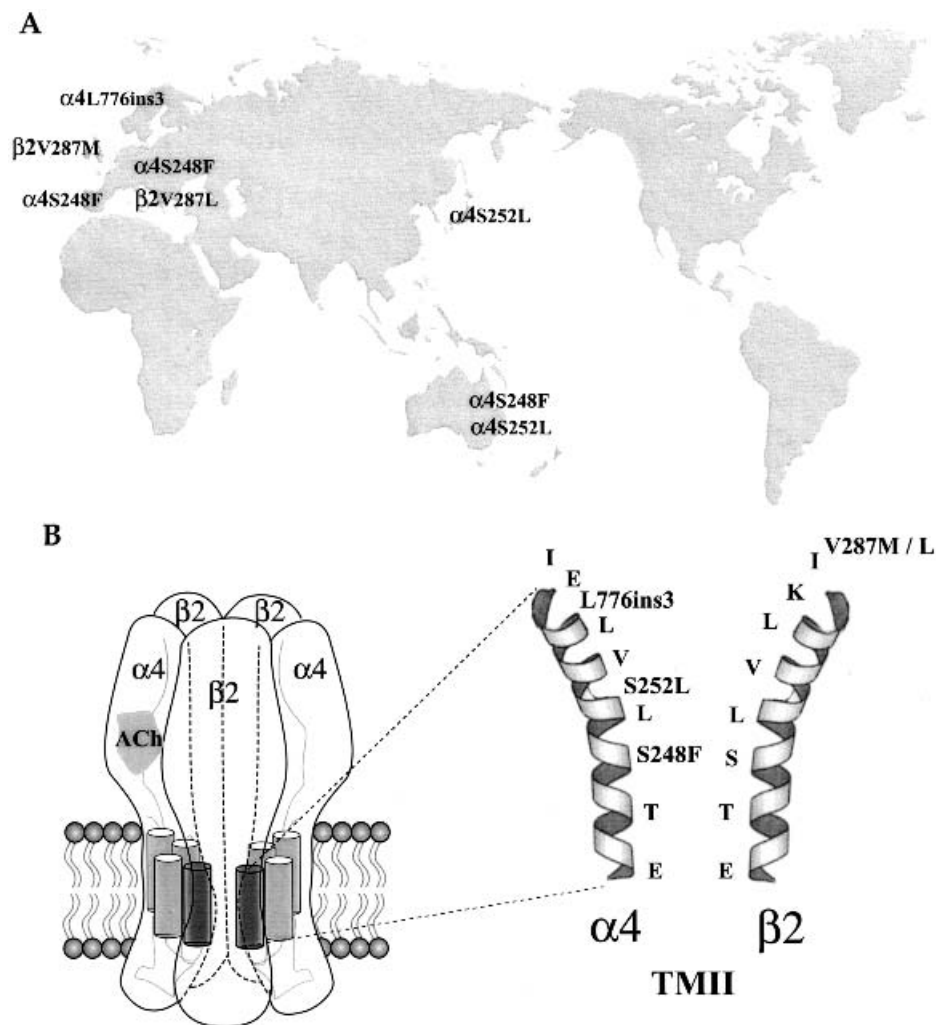 A
α4L776ins3
β2V287M
α4S248F
α4S248F
β2V287L
α4S252L
α4S248F
α4S252L
B
β2 β2
α4 α4
β2
ACh
I
E
L776ins3
L
V
S252L
L
S248F
T
E
α4
V287M / L
I
K
L
V
L
S
T
E
β2
TMII